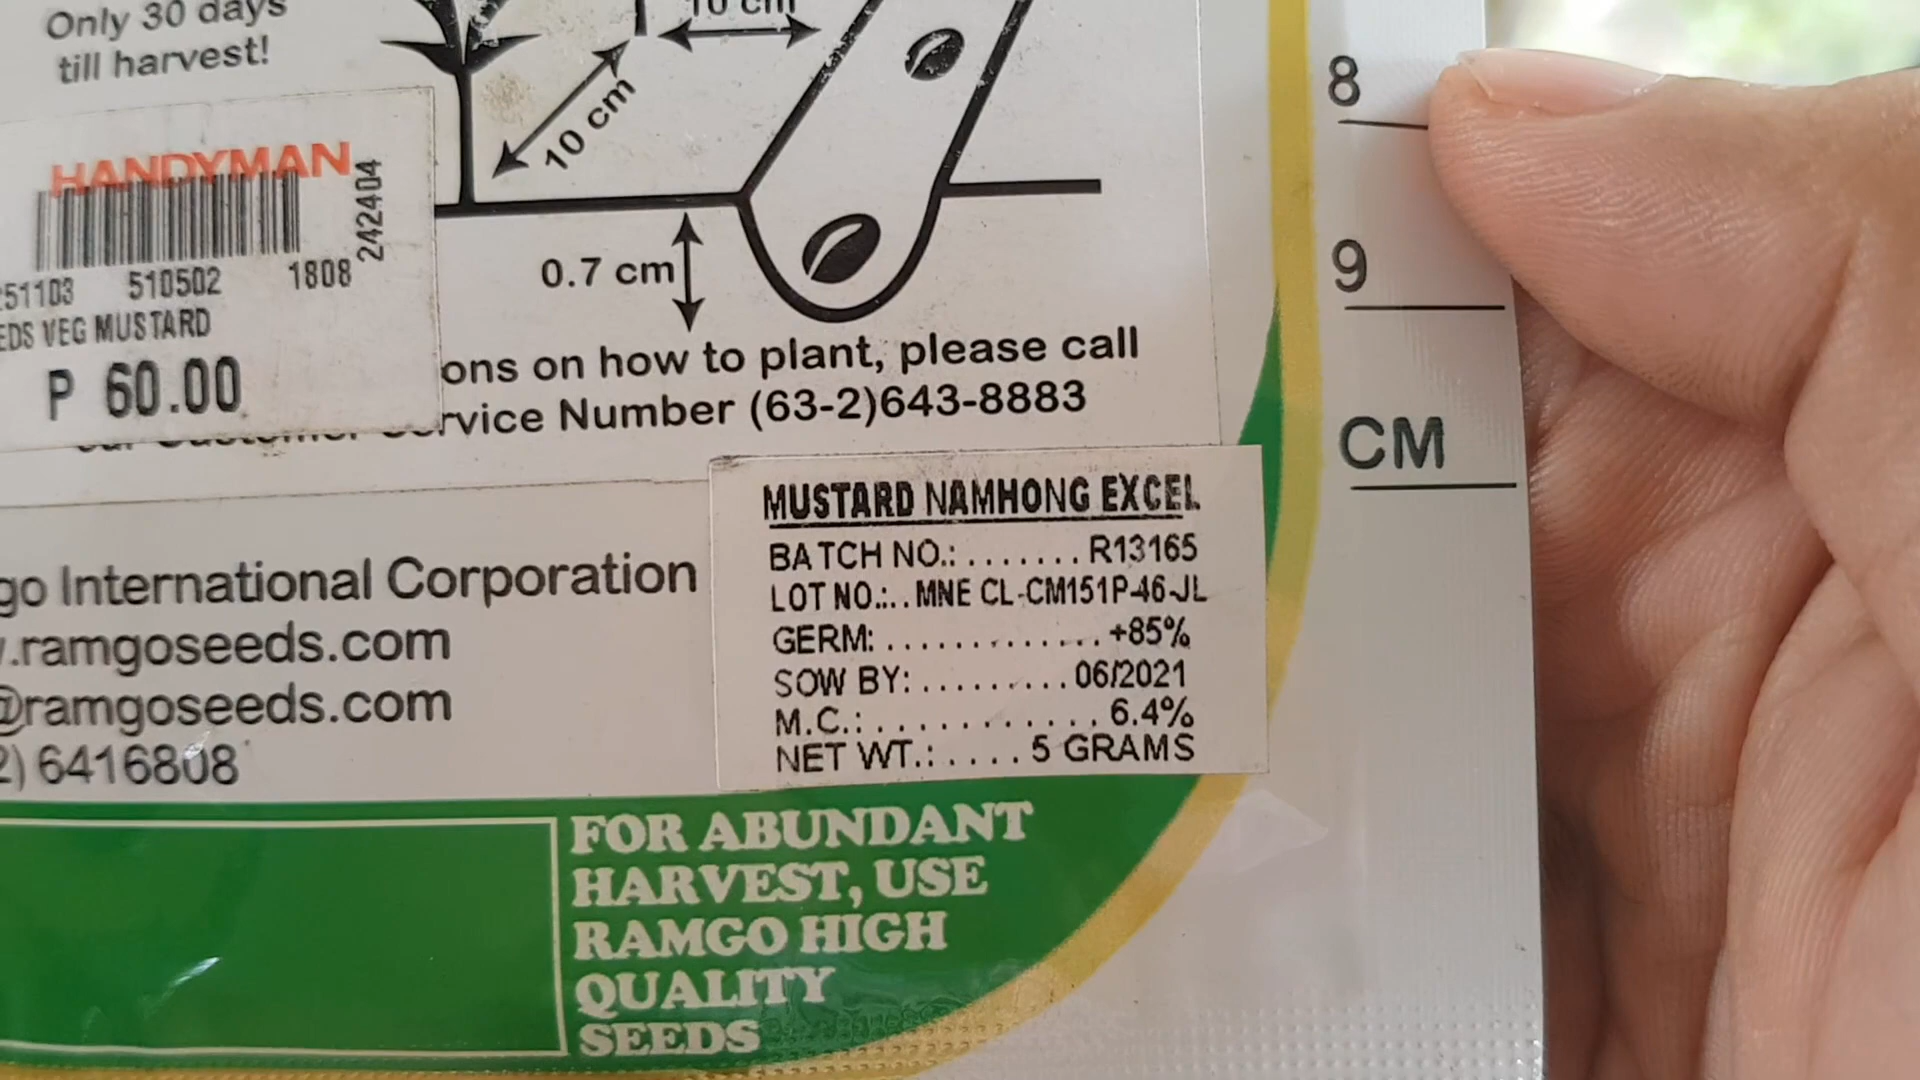 Only 30 days
till harvest!
10 cm
10 cm
HANDYMAN
242404
51103 510502 1808
EDS VEG MUSTARD
P 60.00
0.7 cm
ons on how to plant, please call
rvice Number (63-2)643-8883
8
9
CM
go International Corporation
.ramgoseeds.com
@ramgoseeds.com
2) 6416808
MUSTARD NAMHONG EXCEL
BATCH NO.: ....... R13165
LOT NO.:.. MNE CL-CM151P-46-JL
GERM: ............. +85%
SOW BY: ......... 06/2021
M.C.: ............ 6.4%
NET WT.: .... 5 GRAMS
FOR ABUNDANT
HARVEST, USE
RAMGO HIGH
QUALITY
SEEDS